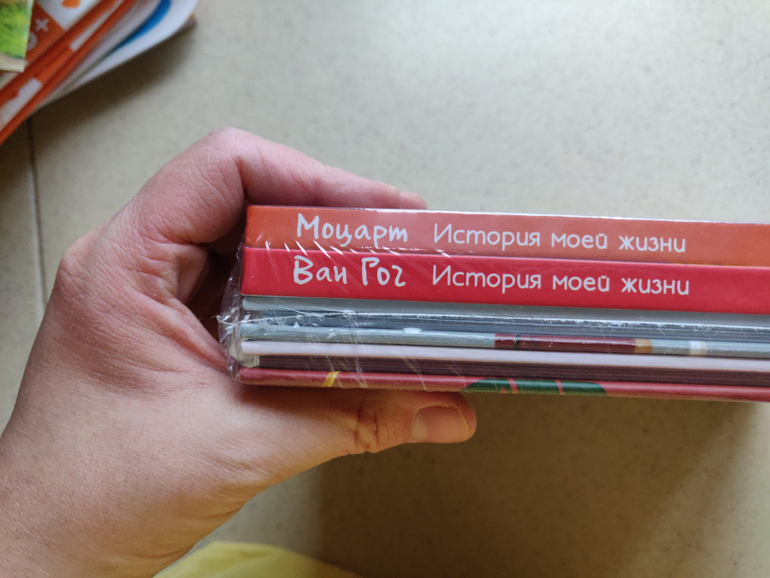 Моцарт История моей жизни
Ван Гог История моей жизни